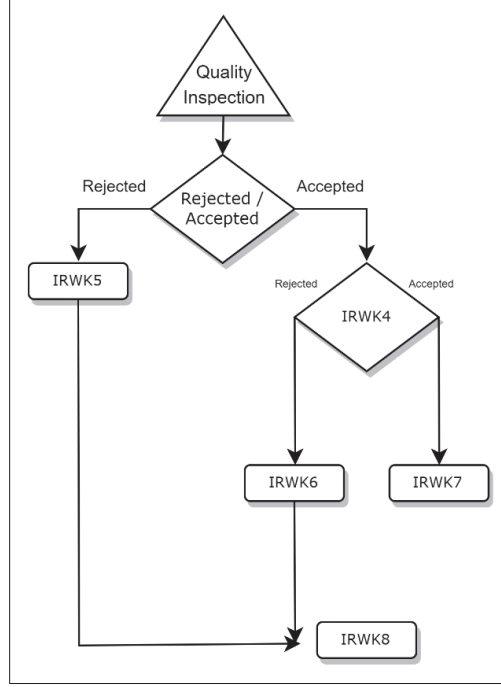 Quality
Inspection
Rejected
Accepted
Rejected /
Accepted
IRWK5
Rejected
Accepted
IRWK4
IRWK6
IRWK7
IRWK8